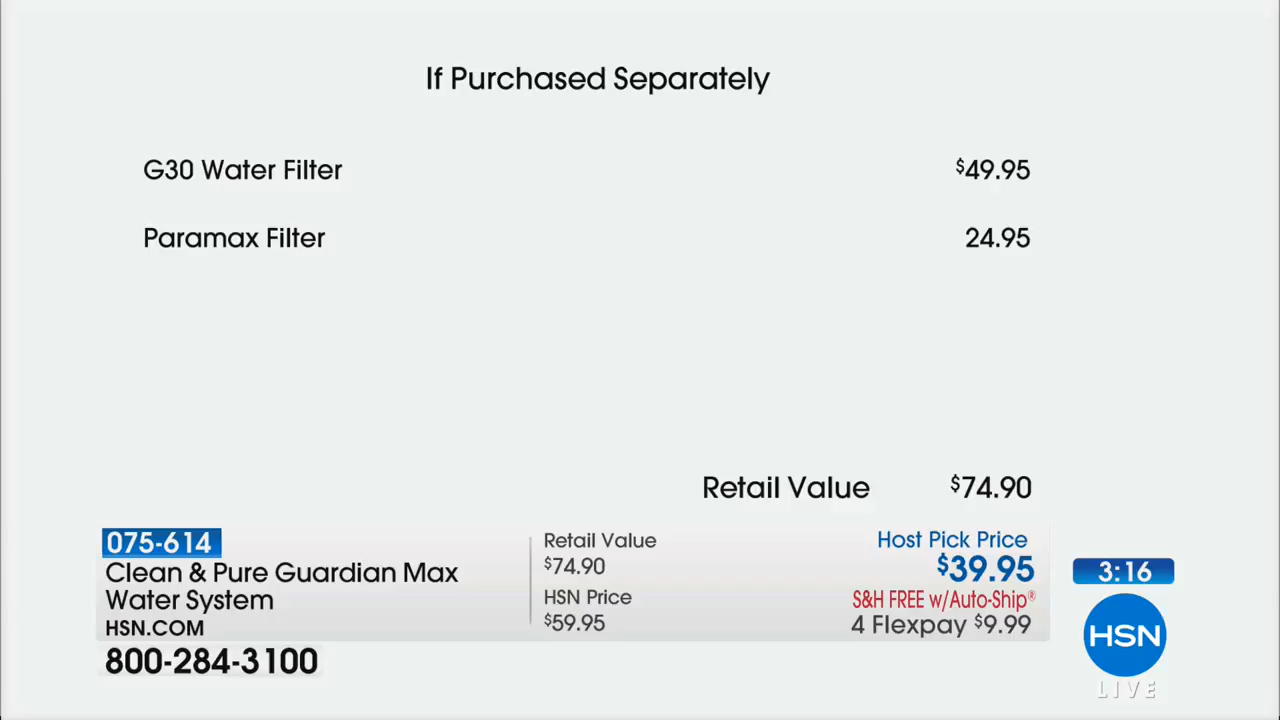 If Purchased Separately
G30 Water Filter $49.95
Paramax Filter 24.95
Retail Value $74.90
075-614
Clean & Pure Guardian Max
Water System
HSN.COM
800-284-3100
Retail Value
$74.90
HSN Price
$59.95
Host Pick Price
$39.95
S&H FREE w/Auto-Ship®
4 Flexpay $9.99
3:16
HSN
LIVE